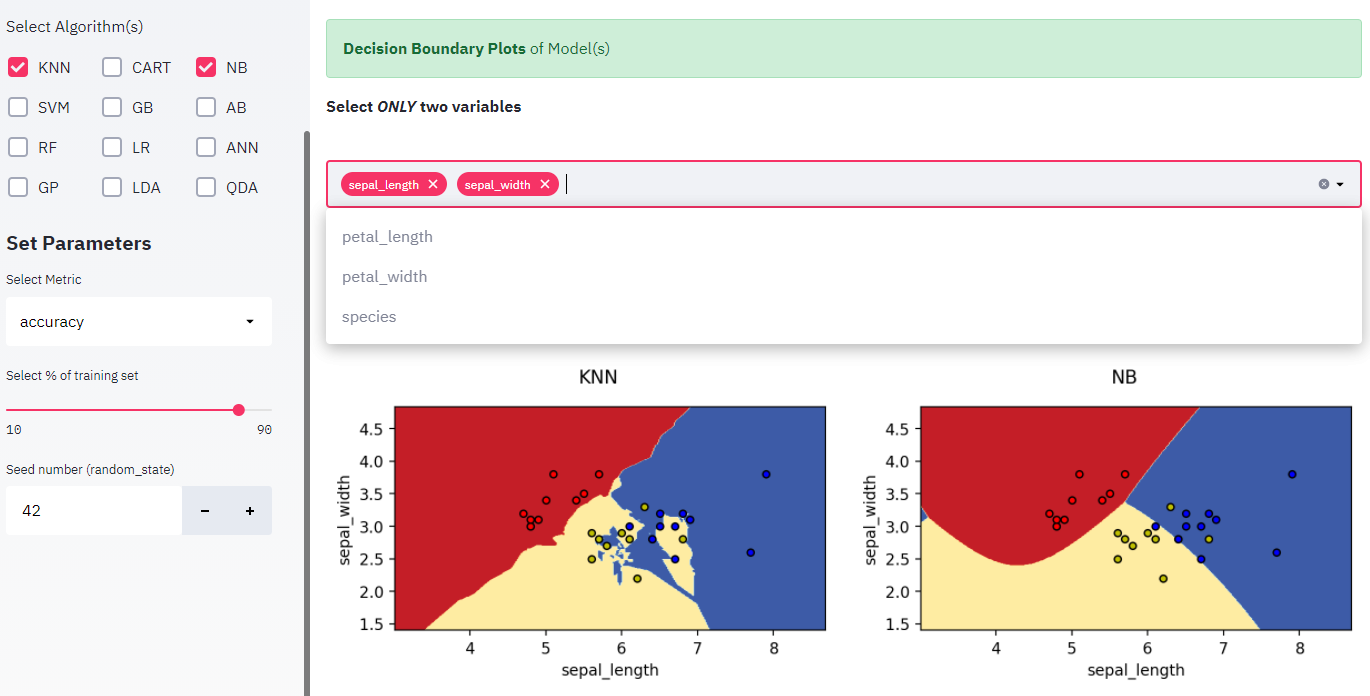 Select Algorithm(s)
KNN CART NB
SVM GB AB
RF LR ANN
GP LDA QDA
Set Parameters
Select Metric
accuracy
Select % of training set
10 90
Seed number (random_state)
42 − +
Decision Boundary Plots of Model(s)
Select ONLY two variables
sepal_length × sepal_width ×
petal_length
petal_width
species
KNN
4.5
4.0
3.5
3.0
2.5
2.0
1.5
sepal_width
4 5 6 7 8
sepal_length
NB
4.5
4.0
3.5
3.0
2.5
2.0
1.5
sepal_width
4 5 6 7 8
sepal_length